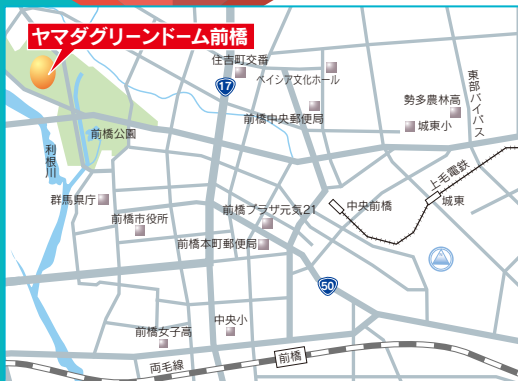 ヤマダグリーンドーム前橋
住吉町交番
ベイシア文化ホール
17
前橋中央郵便局
勢多農林高
城東小
東部バイパス
前橋公園
利根川
上毛電鉄
群馬県庁
前橋市役所
前橋プラザ元気21
中央前橋
城東
前橋本町郵便局
50
中央小
前橋女子高
両毛線
前橋